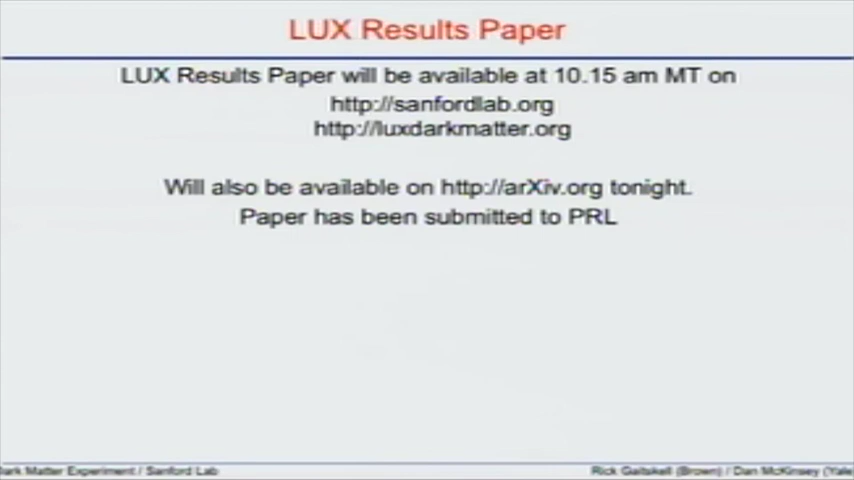 LUX Results Paper
LUX Results Paper will be available at 10.15 am MT on
http://sanfordlab.org
http://luxdarkmatter.org
Will also be available on http://arXiv.org tonight.
Paper has been submitted to PRL
Dark Matter Experiment / Sanford Lab
Rick Gaitskell (Brown) / Dan McKinsey (Yale